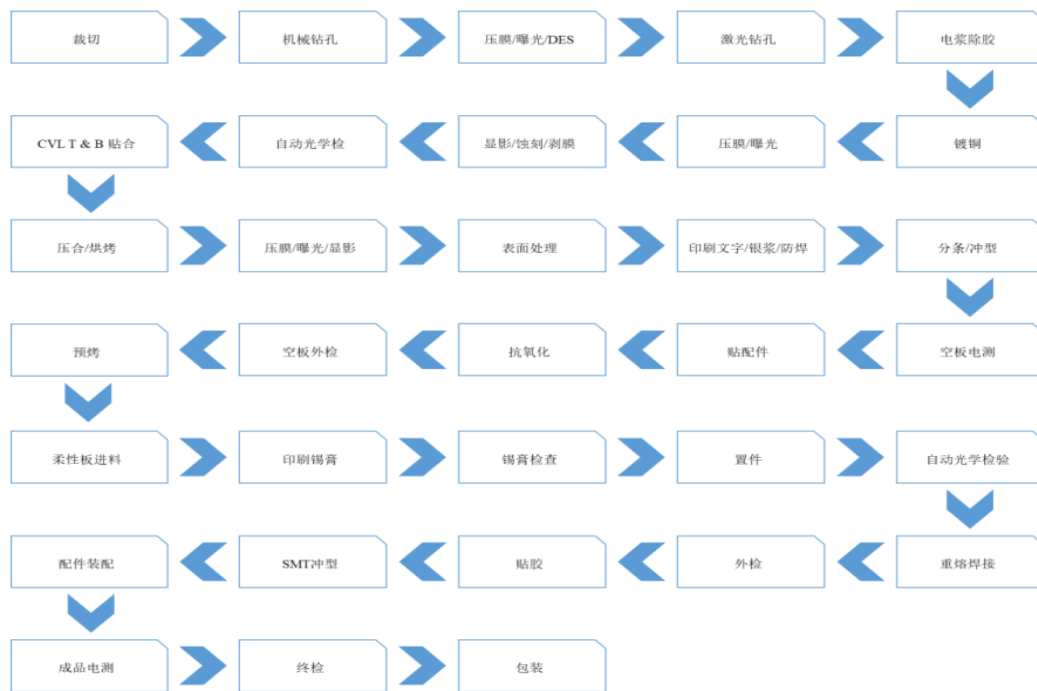 裁切
机械钻孔
压膜/曝光/DES
激光钻孔
电浆除胶
镀铜
压膜/曝光
显影/蚀刻/剥膜
自动光学检
CVL T & B 贴合
压合/烘烤
压膜/曝光/显影
表面处理
印刷文字/银浆/防焊
分条/冲型
空板电测
贴配件
抗氧化
空板外检
预烤
柔性板进料
印刷锡膏
锡膏检查
置件
自动光学检验
重熔焊接
外检
贴胶
SMT冲型
配件装配
成品电测
终检
包装